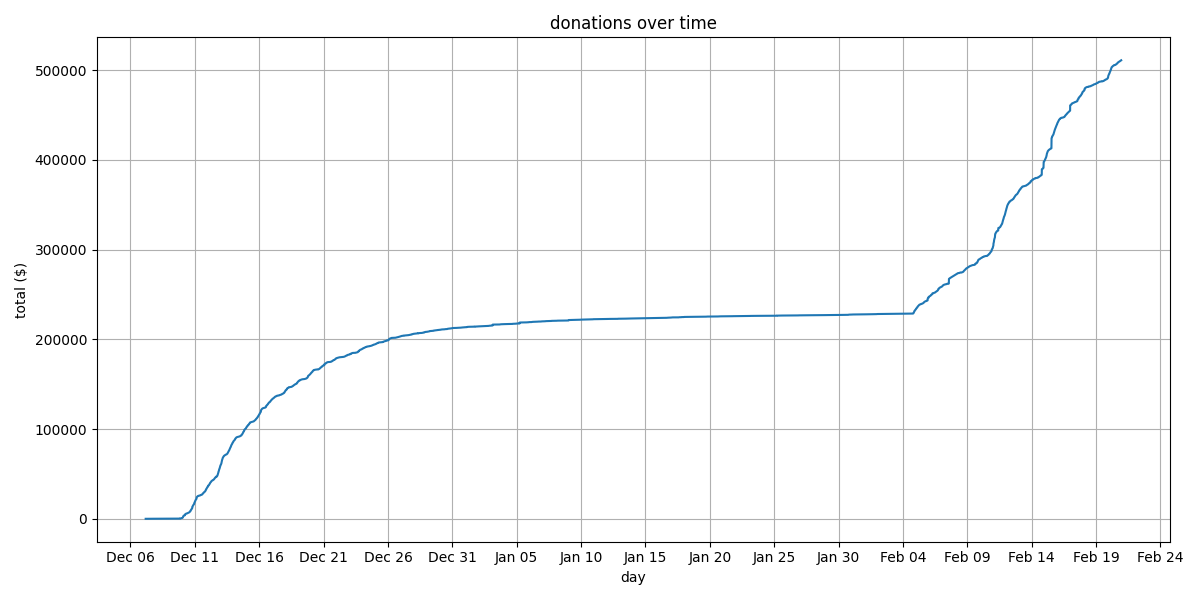 donations over time
total ($)
500000
400000
300000
200000
100000
0
Dec 06 Dec 11 Dec 16 Dec 21 Dec 26 Dec 31 Jan 05 Jan 10 Jan 15 Jan 20 Jan 25 Jan 30 Feb 04 Feb 09 Feb 14 Feb 19 Feb 24
day